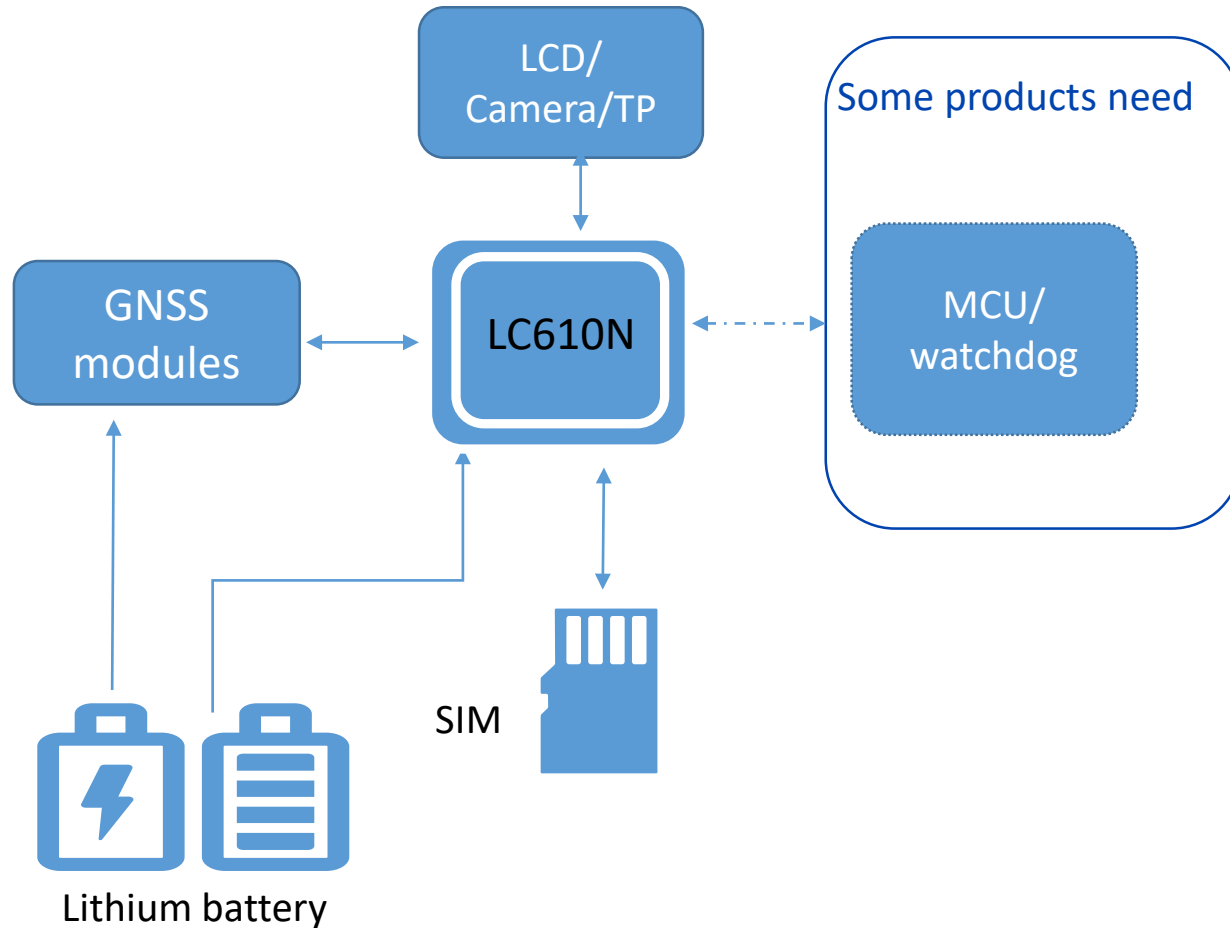 LCD/
Camera/TP
Some products need
GNSS
modules
LC610N
MCU/
watchdog
SIM
Lithium battery